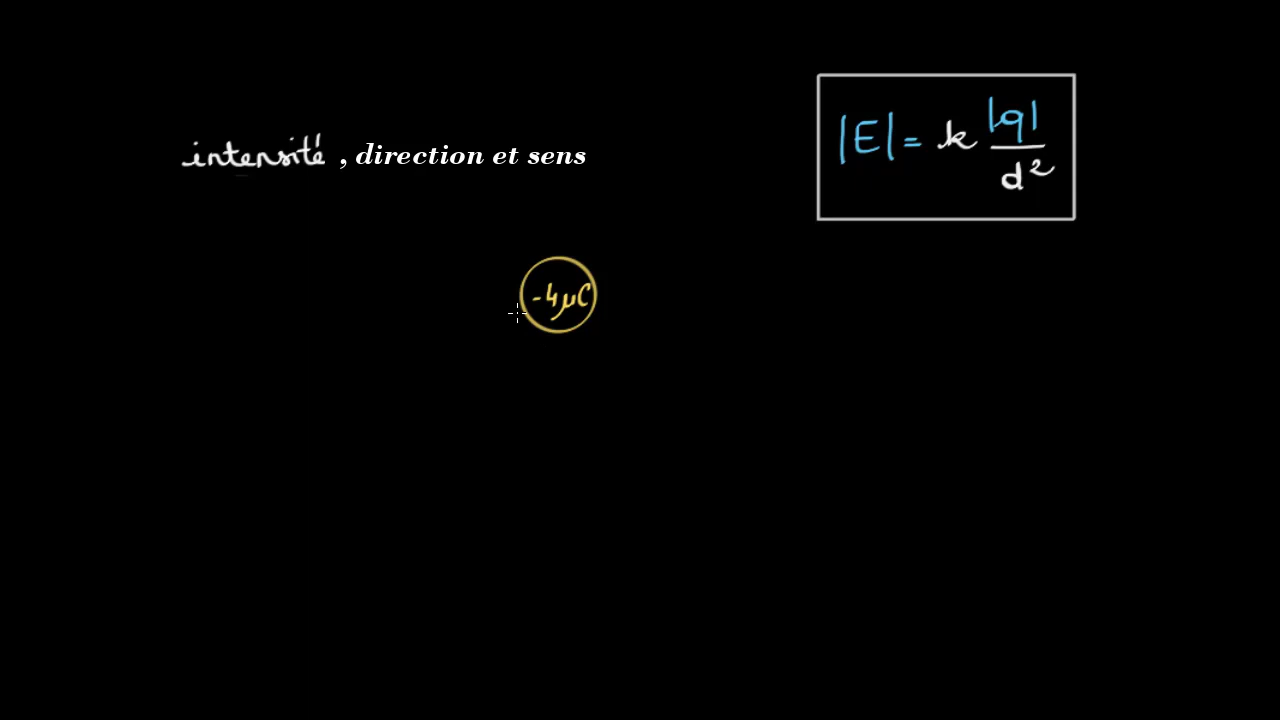 intensité , direction et sens
|E| = k |q| / d²
-4μC